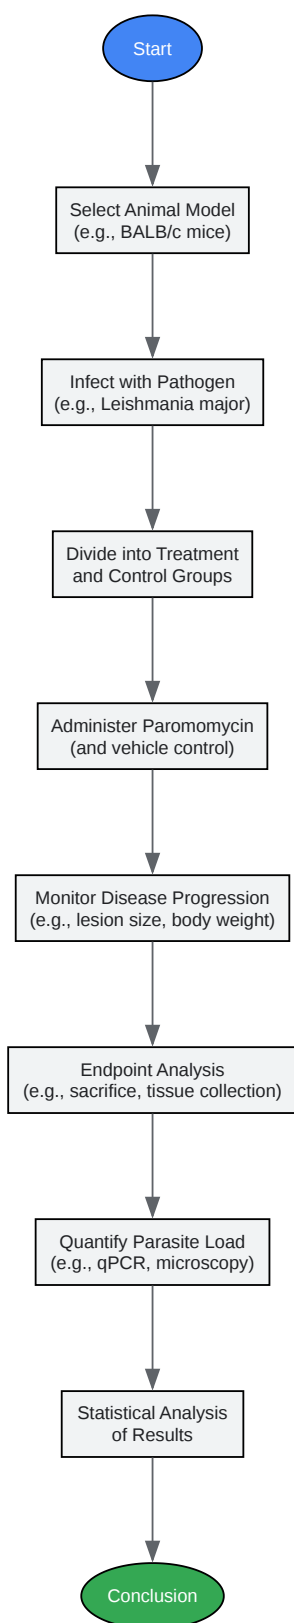 Start
Select Animal Model
(e.g., BALB/c mice)
Infect with Pathogen
(e.g., Leishmania major)
Divide into Treatment
and Control Groups
Administer Paromomycin
(and vehicle control)
Monitor Disease Progression
(e.g., lesion size, body weight)
Endpoint Analysis
(e.g., sacrifice, tissue collection)
Quantify Parasite Load
(e.g., qPCR, microscopy)
Statistical Analysis
of Results
Conclusion